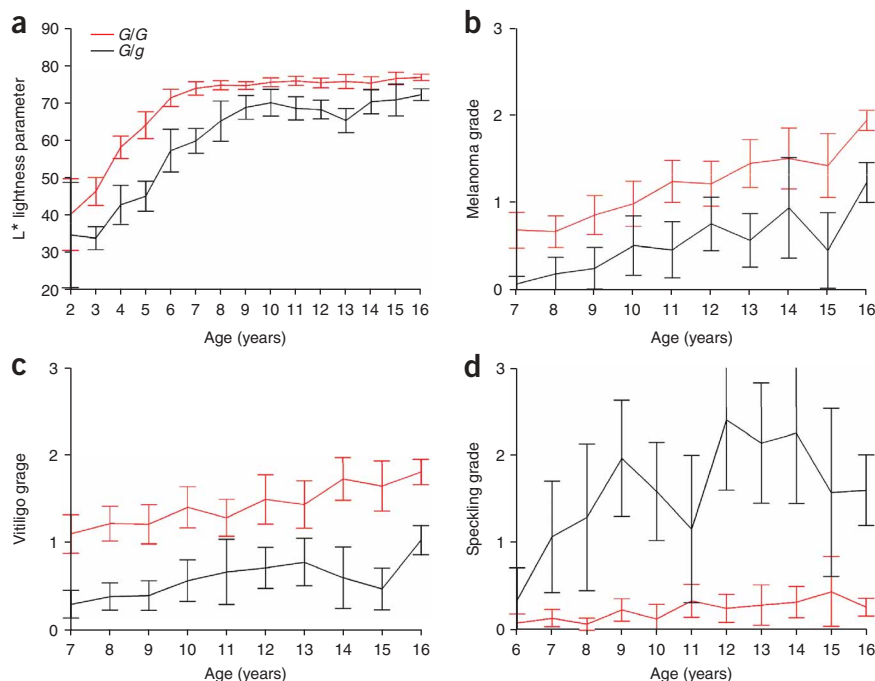 a
G/G
G/g
L* lightness parameter
90
80
70
60
50
40
30
20
2 3 4 5 6 7 8 9 10 11 12 13 14 15 16
Age (years)
b
Melanoma grade
3
2
1
0
7 8 9 10 11 12 13 14 15 16
Age (years)
c
Vitiligo grage
3
2
1
0
7 8 9 10 11 12 13 14 15 16
Age (years)
d
Speckling grade
3
2
1
0
6 7 8 9 10 11 12 13 14 15 16
Age (years)